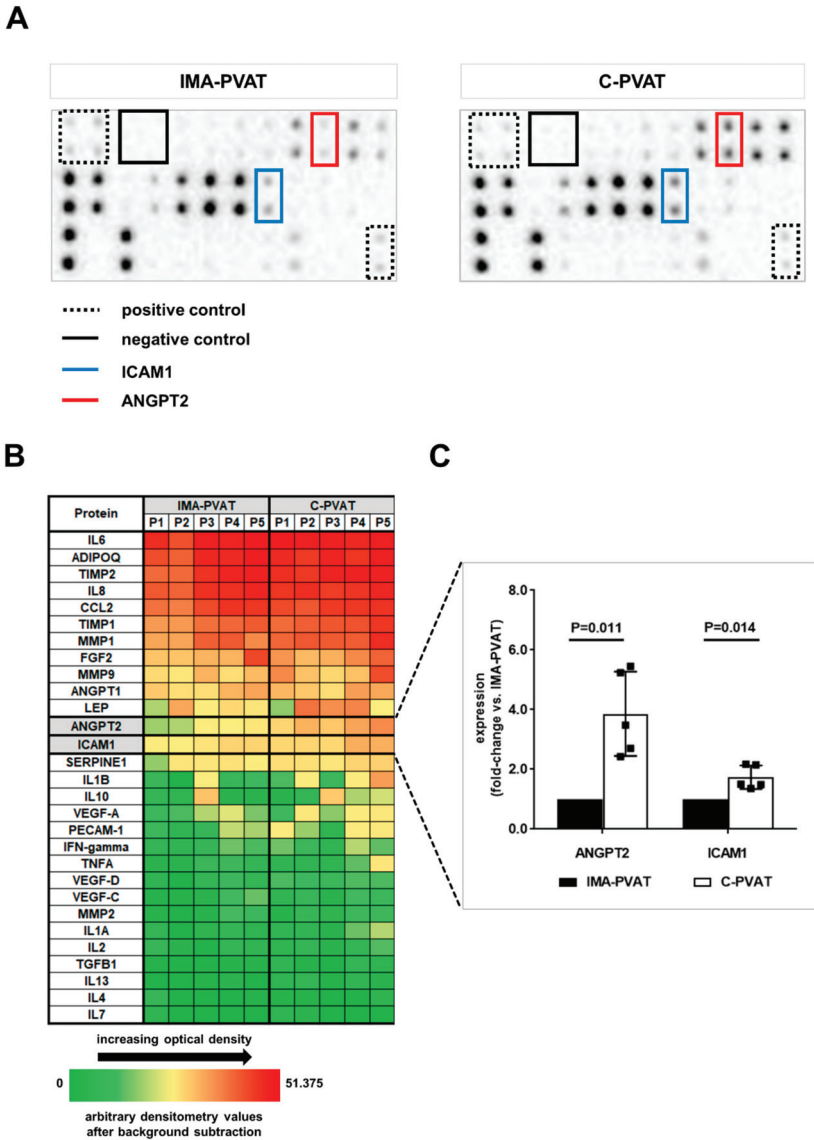 A
IMA-PVAT
C-PVAT
positive control
negative control
ICAM1
ANGPT2
B
Protein IMA-PVAT C-PVAT
P1 P2 P3 P4 P5 P1 P2 P3 P4 P5
IL6
ADIPOQ
TIMP2
IL8
CCL2
TIMP1
MMP1
FGF2
MMP9
ANGPT1
LEP
ANGPT2
ICAM1
SERPINE1
IL1B
IL10
VEGF-A
PECAM-1
IFN-gamma
TNFA
VEGF-D
VEGF-C
MMP2
IL1A
IL2
TGFB1
IL13
IL4
IL7
increasing optical density
0 51.375
arbitrary densitometry values
after background subtraction
C
expression
(fold-change vs. IMA-PVAT)
8.0
6.0
4.0
2.0
0.0
P=0.011 P=0.014
ANGPT2 ICAM1
IMA-PVAT C-PVAT